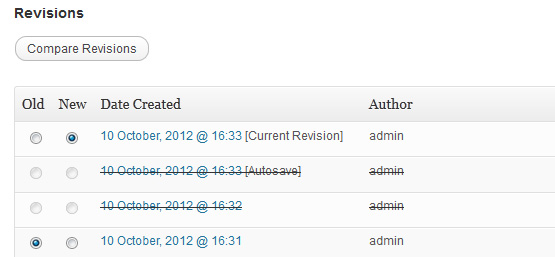 Revisions
Compare Revisions
Old New Date Created Author
10 October, 2012 @ 16:33 [Current Revision] admin
10 October, 2012 @ 16:33 [Autosave] admin
10 October, 2012 @ 16:32 admin
10 October, 2012 @ 16:31 admin